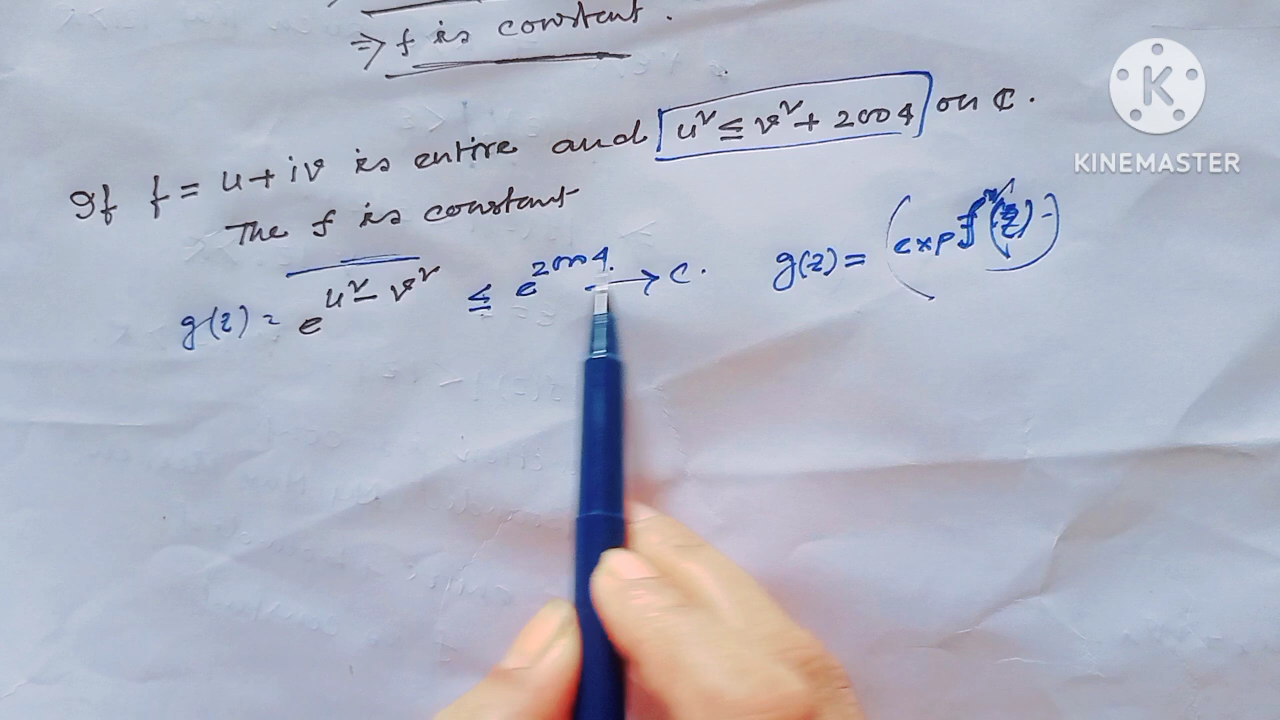 ⇒ f is constant.
If f = u + iv is entire and u² ≤ v² + 2004 on ℂ.
The f is constant
g(z) = e^{u² - v²} ≤ e^{2004} → C. g(z) = (exp f²(z))
K
KINEMASTER